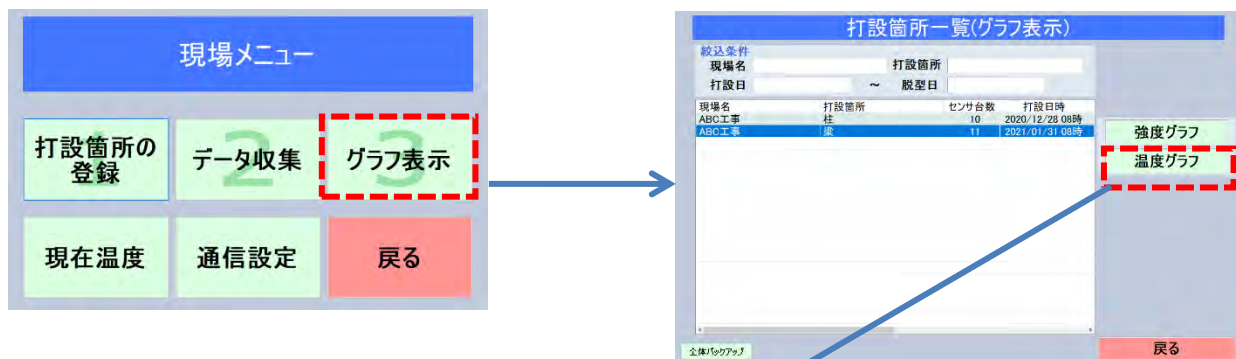 現場メニュー
打設箇所の
登録
1
データ収集
2
グラフ表示
3
現在温度
通信設定
戻る
打設箇所一覧(グラフ表示)
絞込条件
現場名
打設箇所
打設日 ～ 脱型日
現場名 打設箇所 センサ台数 打設日時
ABC工事 柱 10 2020/12/28 08時
ABC工事 梁 11 2021/01/31 08時
強度グラフ
温度グラフ
全体バックアップ
戻る